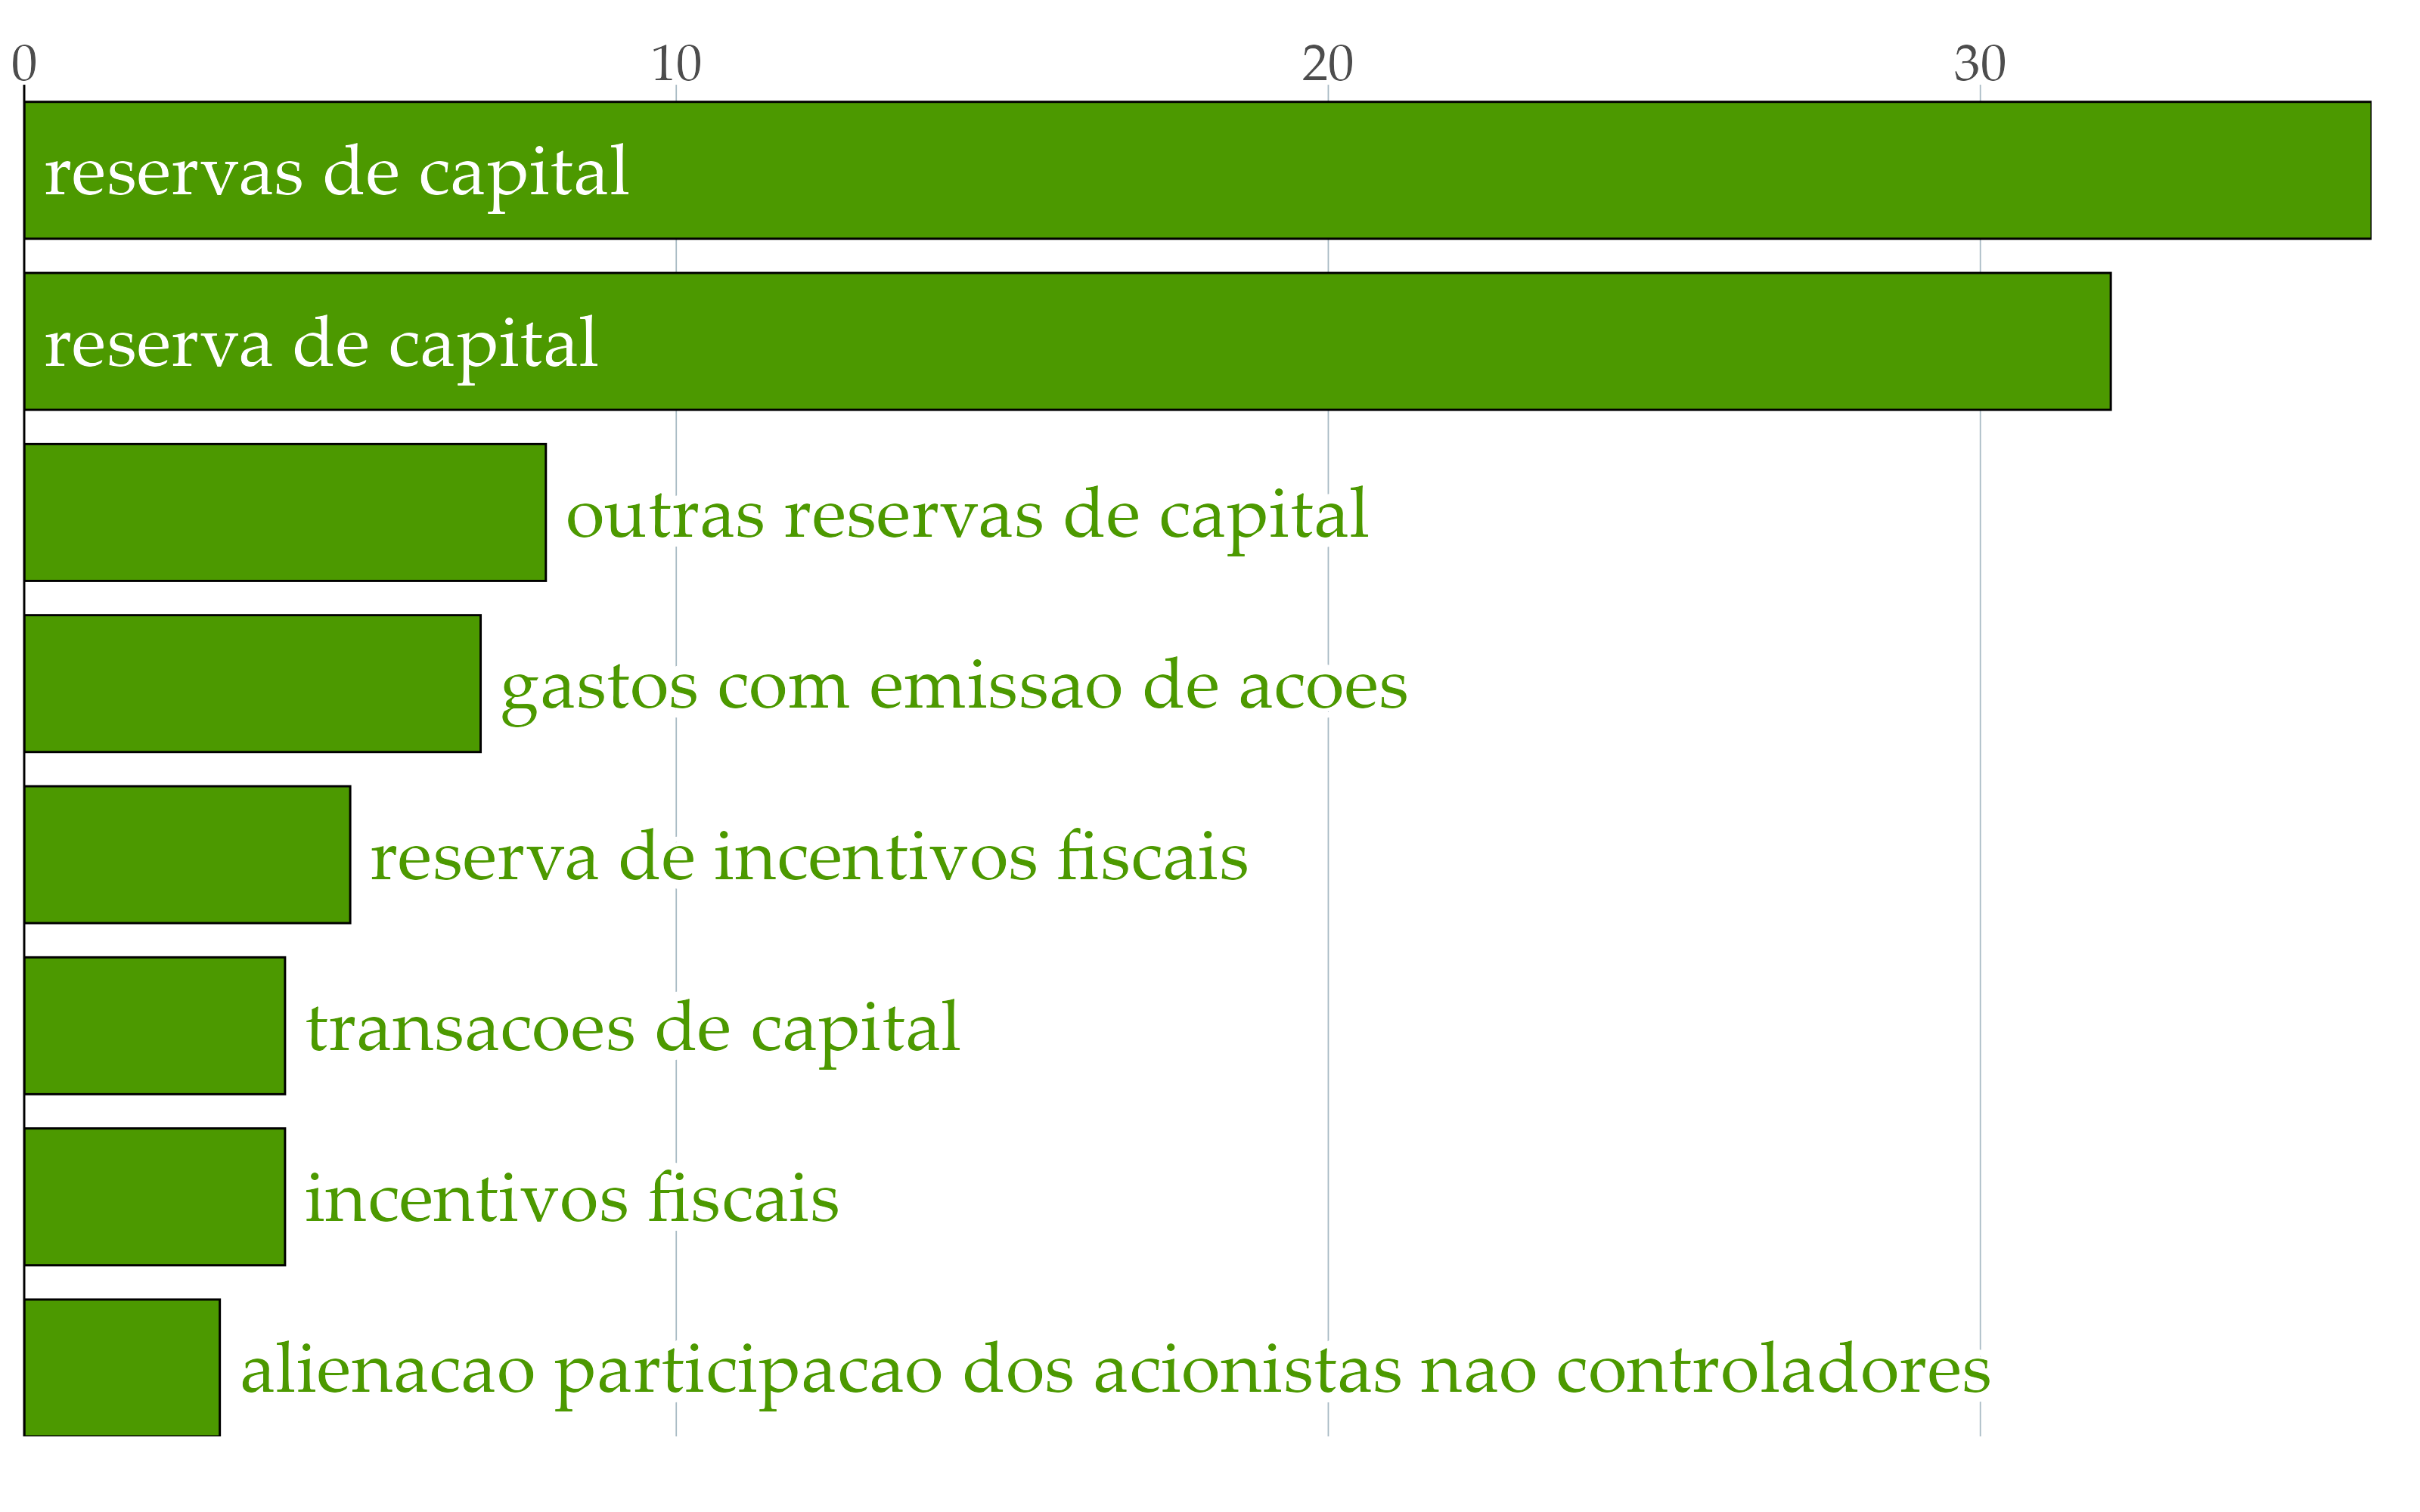 0 10 20 30
reservas de capital
reserva de capital
outras reservas de capital
gastos com emissao de acoes
reserva de incentivos fiscais
transacoes de capital
incentivos fiscais
alienacao participacao dos acionistas nao controladores